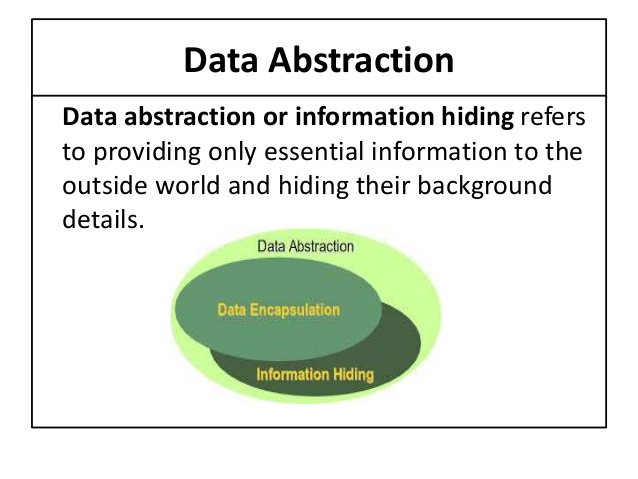 Data Abstraction
Data abstraction or information hiding refers
to providing only essential information to the
outside world and hiding their background
details.
Data Abstraction
Data Encapsulation
Information Hiding